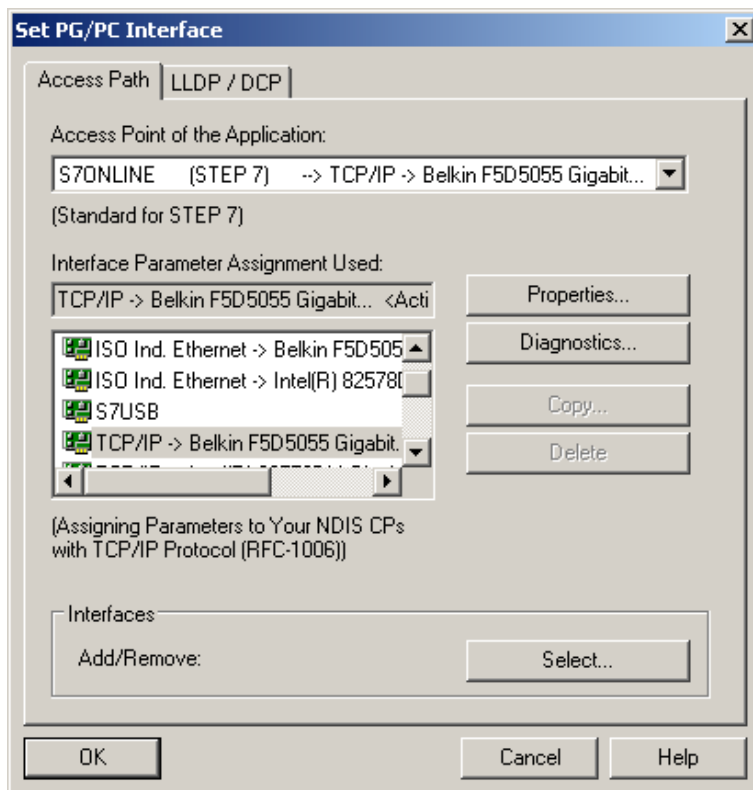 Set PG/PC Interface
Access Path
LLDP / DCP
Access Point of the Application:
S7ONLINE (STEP 7) --> TCP/IP -> Belkin F5D5055 Gigabit...
(Standard for STEP 7)
Interface Parameter Assignment Used:
TCP/IP -> Belkin F5D5055 Gigabit... <Acti
Properties...
Diagnostics...
ISO Ind. Ethernet -> Belkin F5D505
ISO Ind. Ethernet -> Intel(R) 82578D
S7USB
TCP/IP -> Belkin F5D5055 Gigabit.
Copy...
Delete
(Assigning Parameters to Your NDIS CPs
with TCP/IP Protocol (RFC-1006))
Interfaces
Add/Remove:
Select...
OK
Cancel
Help